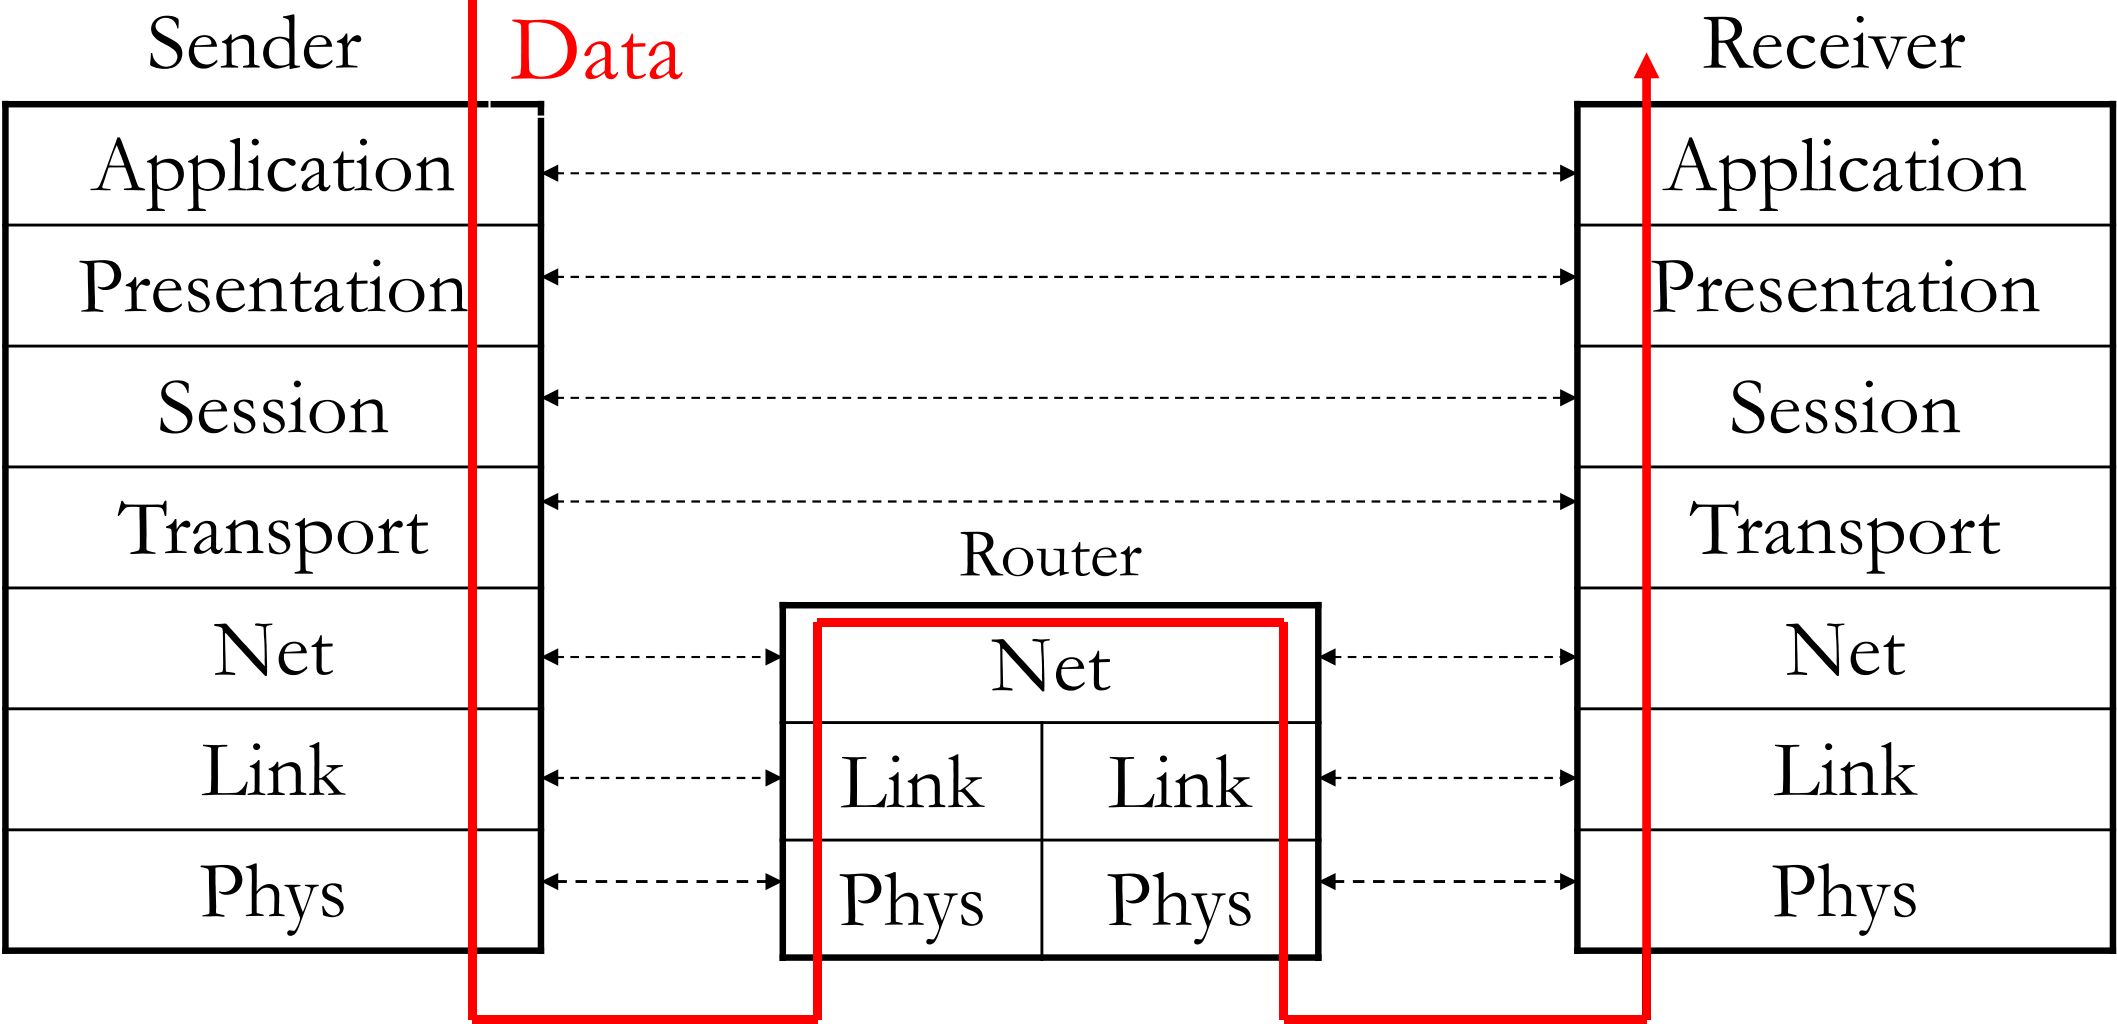 Sender
Data
Receiver
Application
Presentation
Session
Transport
Net
Link
Phys
Router
Net
Link Link
Phys Phys
Application
Presentation
Session
Transport
Net
Link
Phys